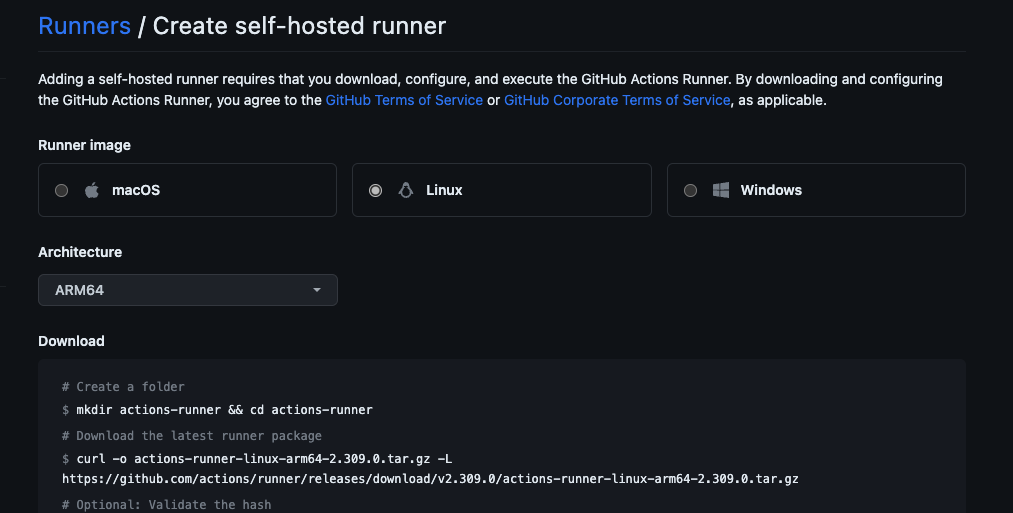 Runners / Create self-hosted runner
Adding a self-hosted runner requires that you download, configure, and execute the GitHub Actions Runner. By downloading and configuring
the GitHub Actions Runner, you agree to the GitHub Terms of Service or GitHub Corporate Terms of Service, as applicable.
Runner image
macOS
Linux
Windows
Architecture
ARM64
Download
# Create a folder
$ mkdir actions-runner && cd actions-runner
# Download the latest runner package
$ curl -o actions-runner-linux-arm64-2.309.0.tar.gz -L
https://github.com/actions/runner/releases/download/v2.309.0/actions-runner-linux-arm64-2.309.0.tar.gz
# Optional: Validate the hash